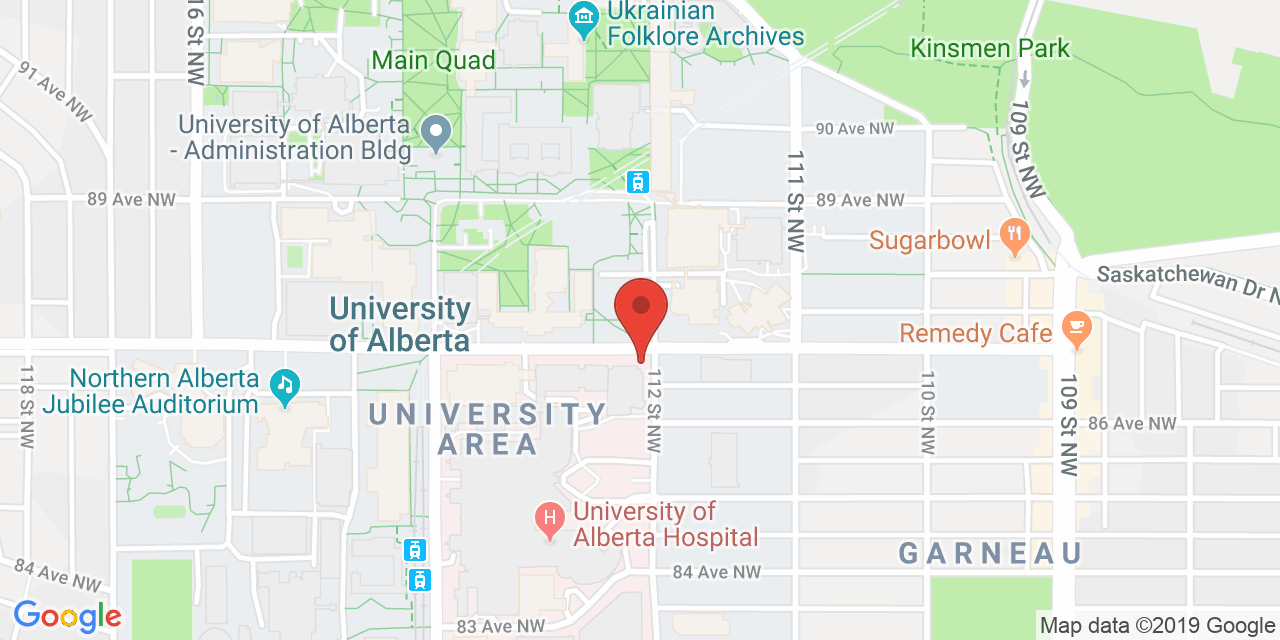 116 St NW
Ukrainian
Folklore Archives
Main Quad
Kinsmen Park
91 Ave NW
109 St NW
University of Alberta
- Administration Bldg
90 Ave NW
111 St NW
89 Ave NW
89 Ave NW
Sugarbowl
Saskatchewan Dr N
University
of Alberta
Remedy Cafe
118 St NW
Northern Alberta
Jubilee Auditorium
112 St NW
110 St NW
109 St NW
UNIVERSITY
AREA
86 Ave NW
H
University of
Alberta Hospital
GARNEAU
84 Ave NW
84 Ave NW
Google
83 Ave NW
Map data ©2019 Google